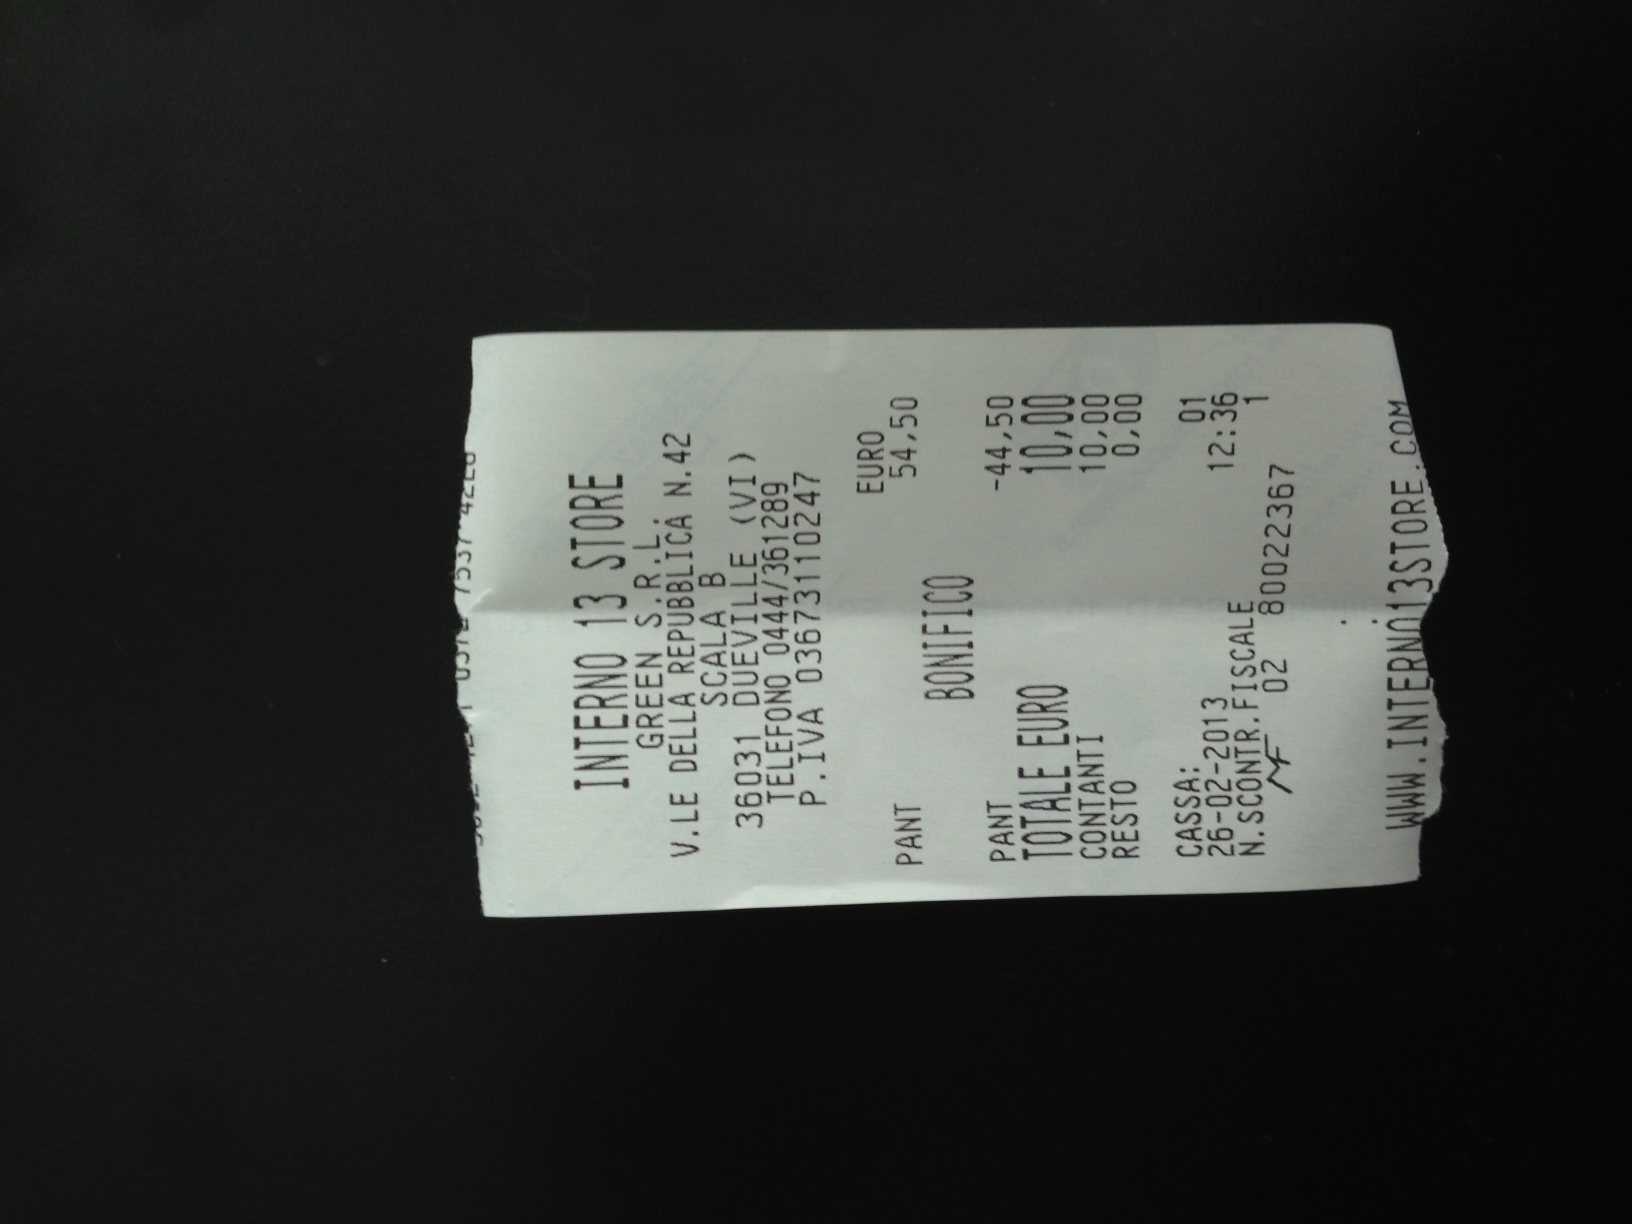 INTERNO 13 STORE
GREEN S.R.L.
V.LE DELLA REPUBBLICA N.42
SCALA B
36031 DUEVILLE (VI)
TELEFONO 0444/361289
P.IVA 03673110247
EURO
PANT 54,50
BONIFICO
PANT -44,50
TOTALE EURO 10,00
CONTANTI 10,00
RESTO 0,00
CASSA: 01
26-02-2013 12:36
N.SCONTR.FISCALE 1
MF 02 80022367
WWW.INTERNO13STORE.COM